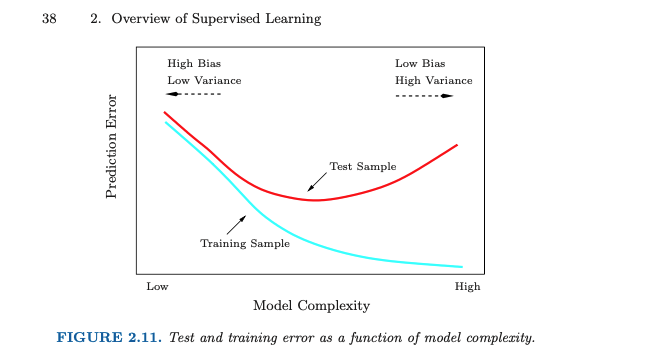 38 2. Overview of Supervised Learning
High Bias
Low Variance
Low Bias
High Variance
Prediction Error
Test Sample
Training Sample
Low
High
Model Complexity
FIGURE 2.11. Test and training error as a function of model complexity.